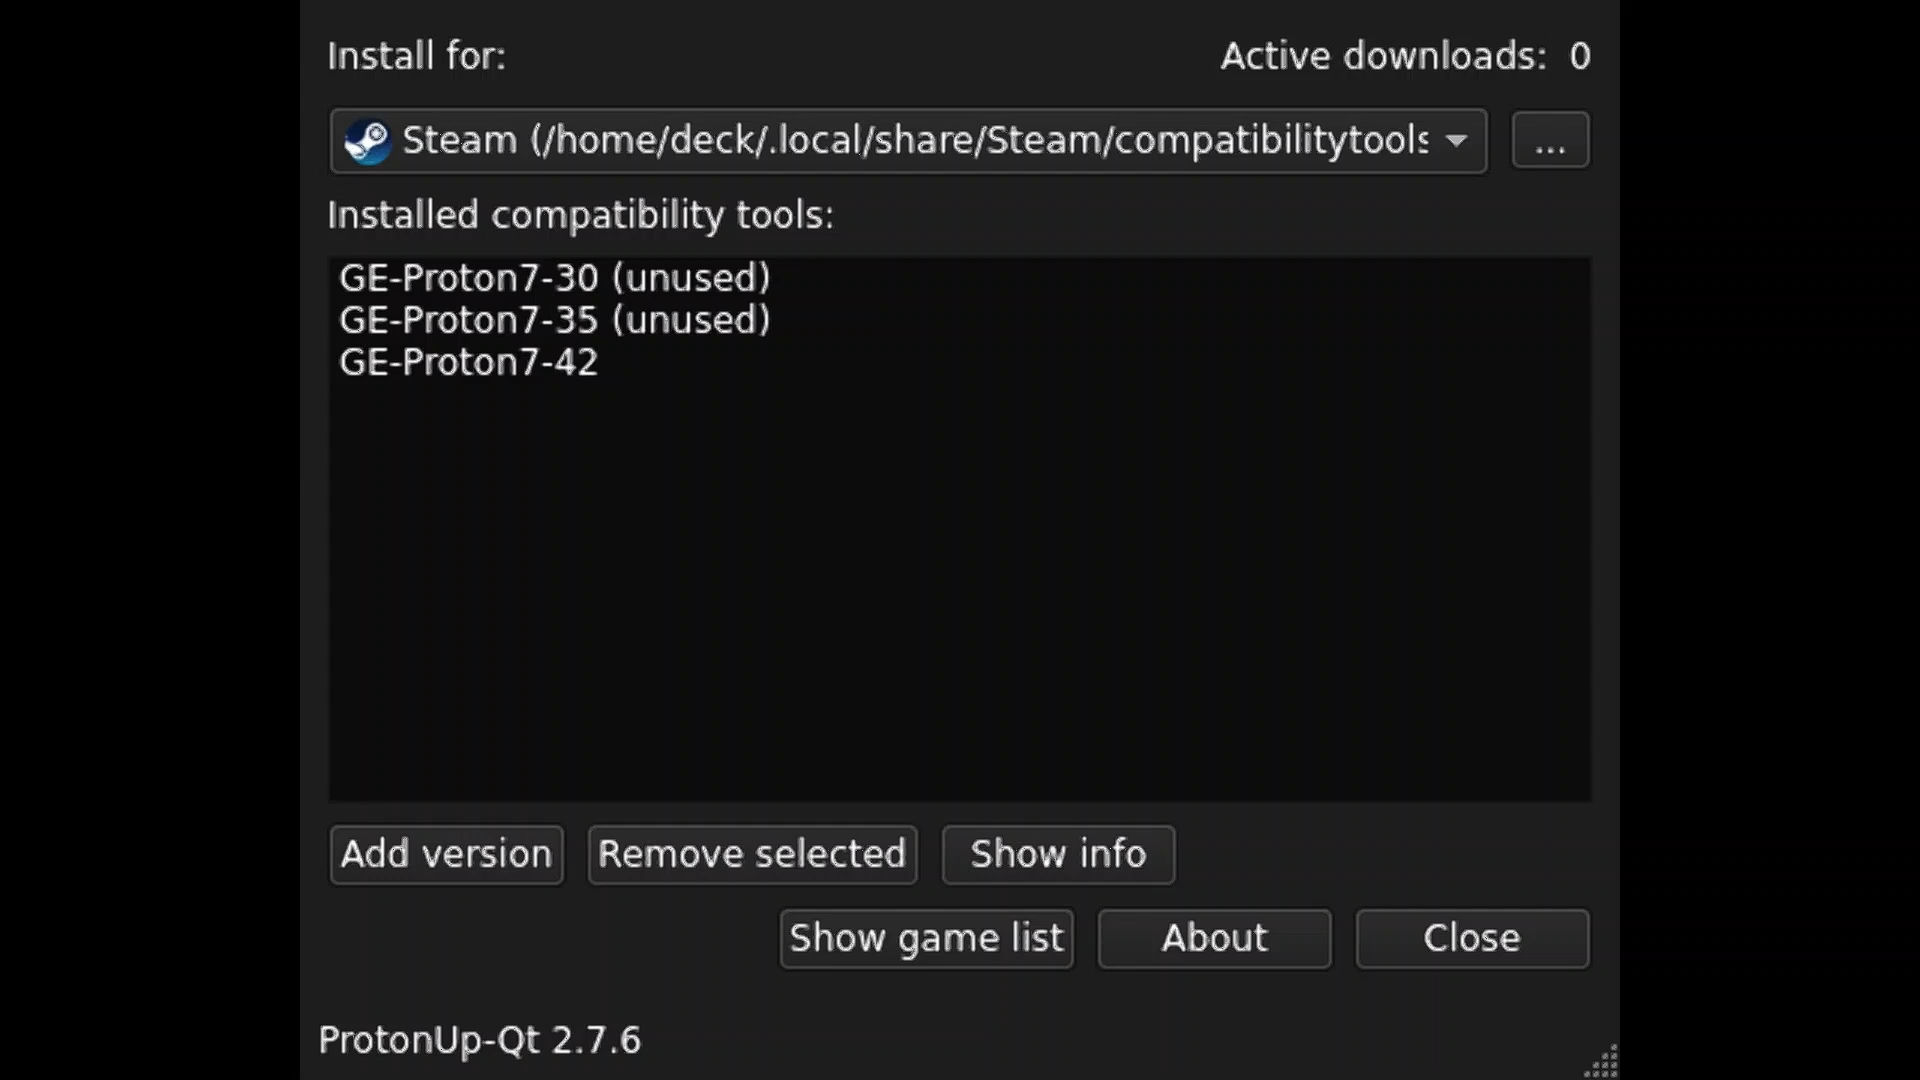 Install for:
Active downloads: 0
Steam (/home/deck/.local/share/Steam/compatibilitytools
...
Installed compatibility tools:
GE-Proton7-30 (unused)
GE-Proton7-35 (unused)
GE-Proton7-42
Add version
Remove selected
Show info
Show game list
About
Close
ProtonUp-Qt 2.7.6